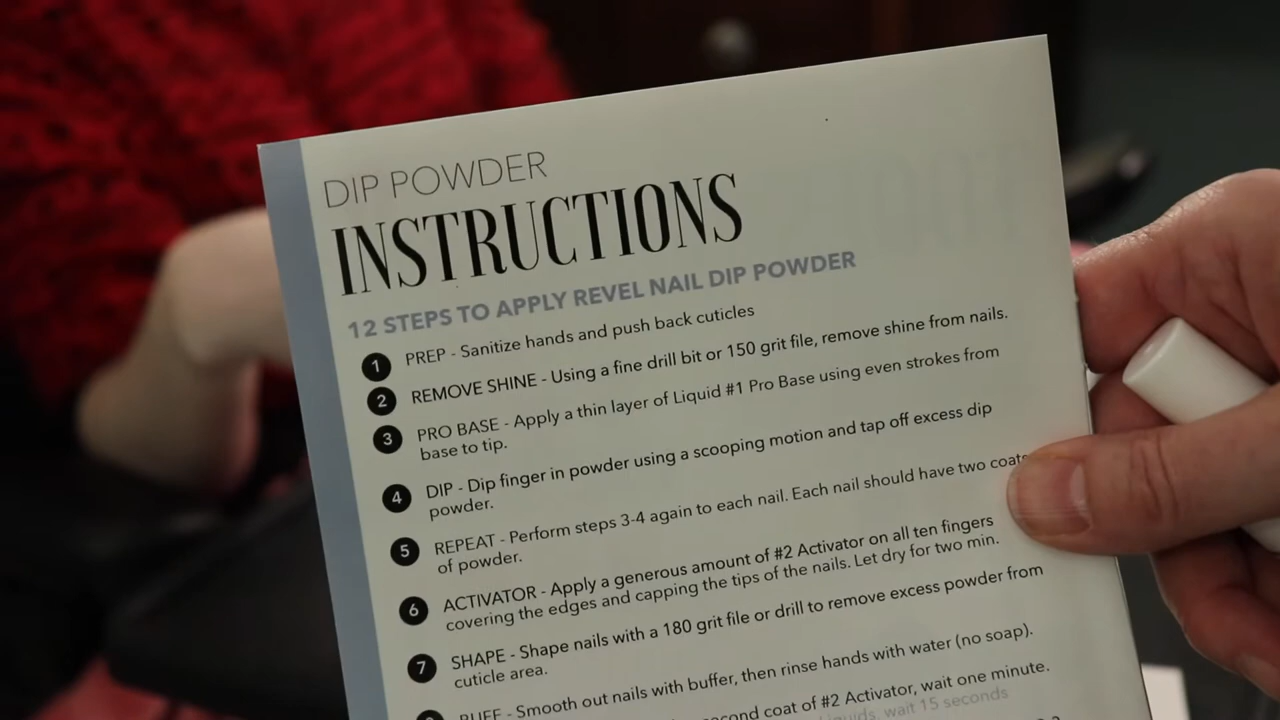 DIP POWDER
INSTRUCTIONS
12 STEPS TO APPLY REVEL NAIL DIP POWDER
1 PREP - Sanitize hands and push back cuticles
2 REMOVE SHINE - Using a fine drill bit or 150 grit file, remove shine from nails.
3 PRO BASE - Apply a thin layer of Liquid #1 Pro Base using even strokes from
base to tip.
4 DIP - Dip finger in powder using a scooping motion and tap off excess dip
powder.
5 REPEAT - Perform steps 3-4 again to each nail. Each nail should have two coats
of powder.
6 ACTIVATOR - Apply a generous amount of #2 Activator on all ten fingers
covering the edges and capping the tips of the nails. Let dry for two min.
7 SHAPE - Shape nails with a 180 grit file or drill to remove excess powder from
cuticle area.
BUFF - Smooth out nails with buffer, then rinse hands with water (no soap).
coat of #2 Activator, wait one minute.
wait 15 seconds